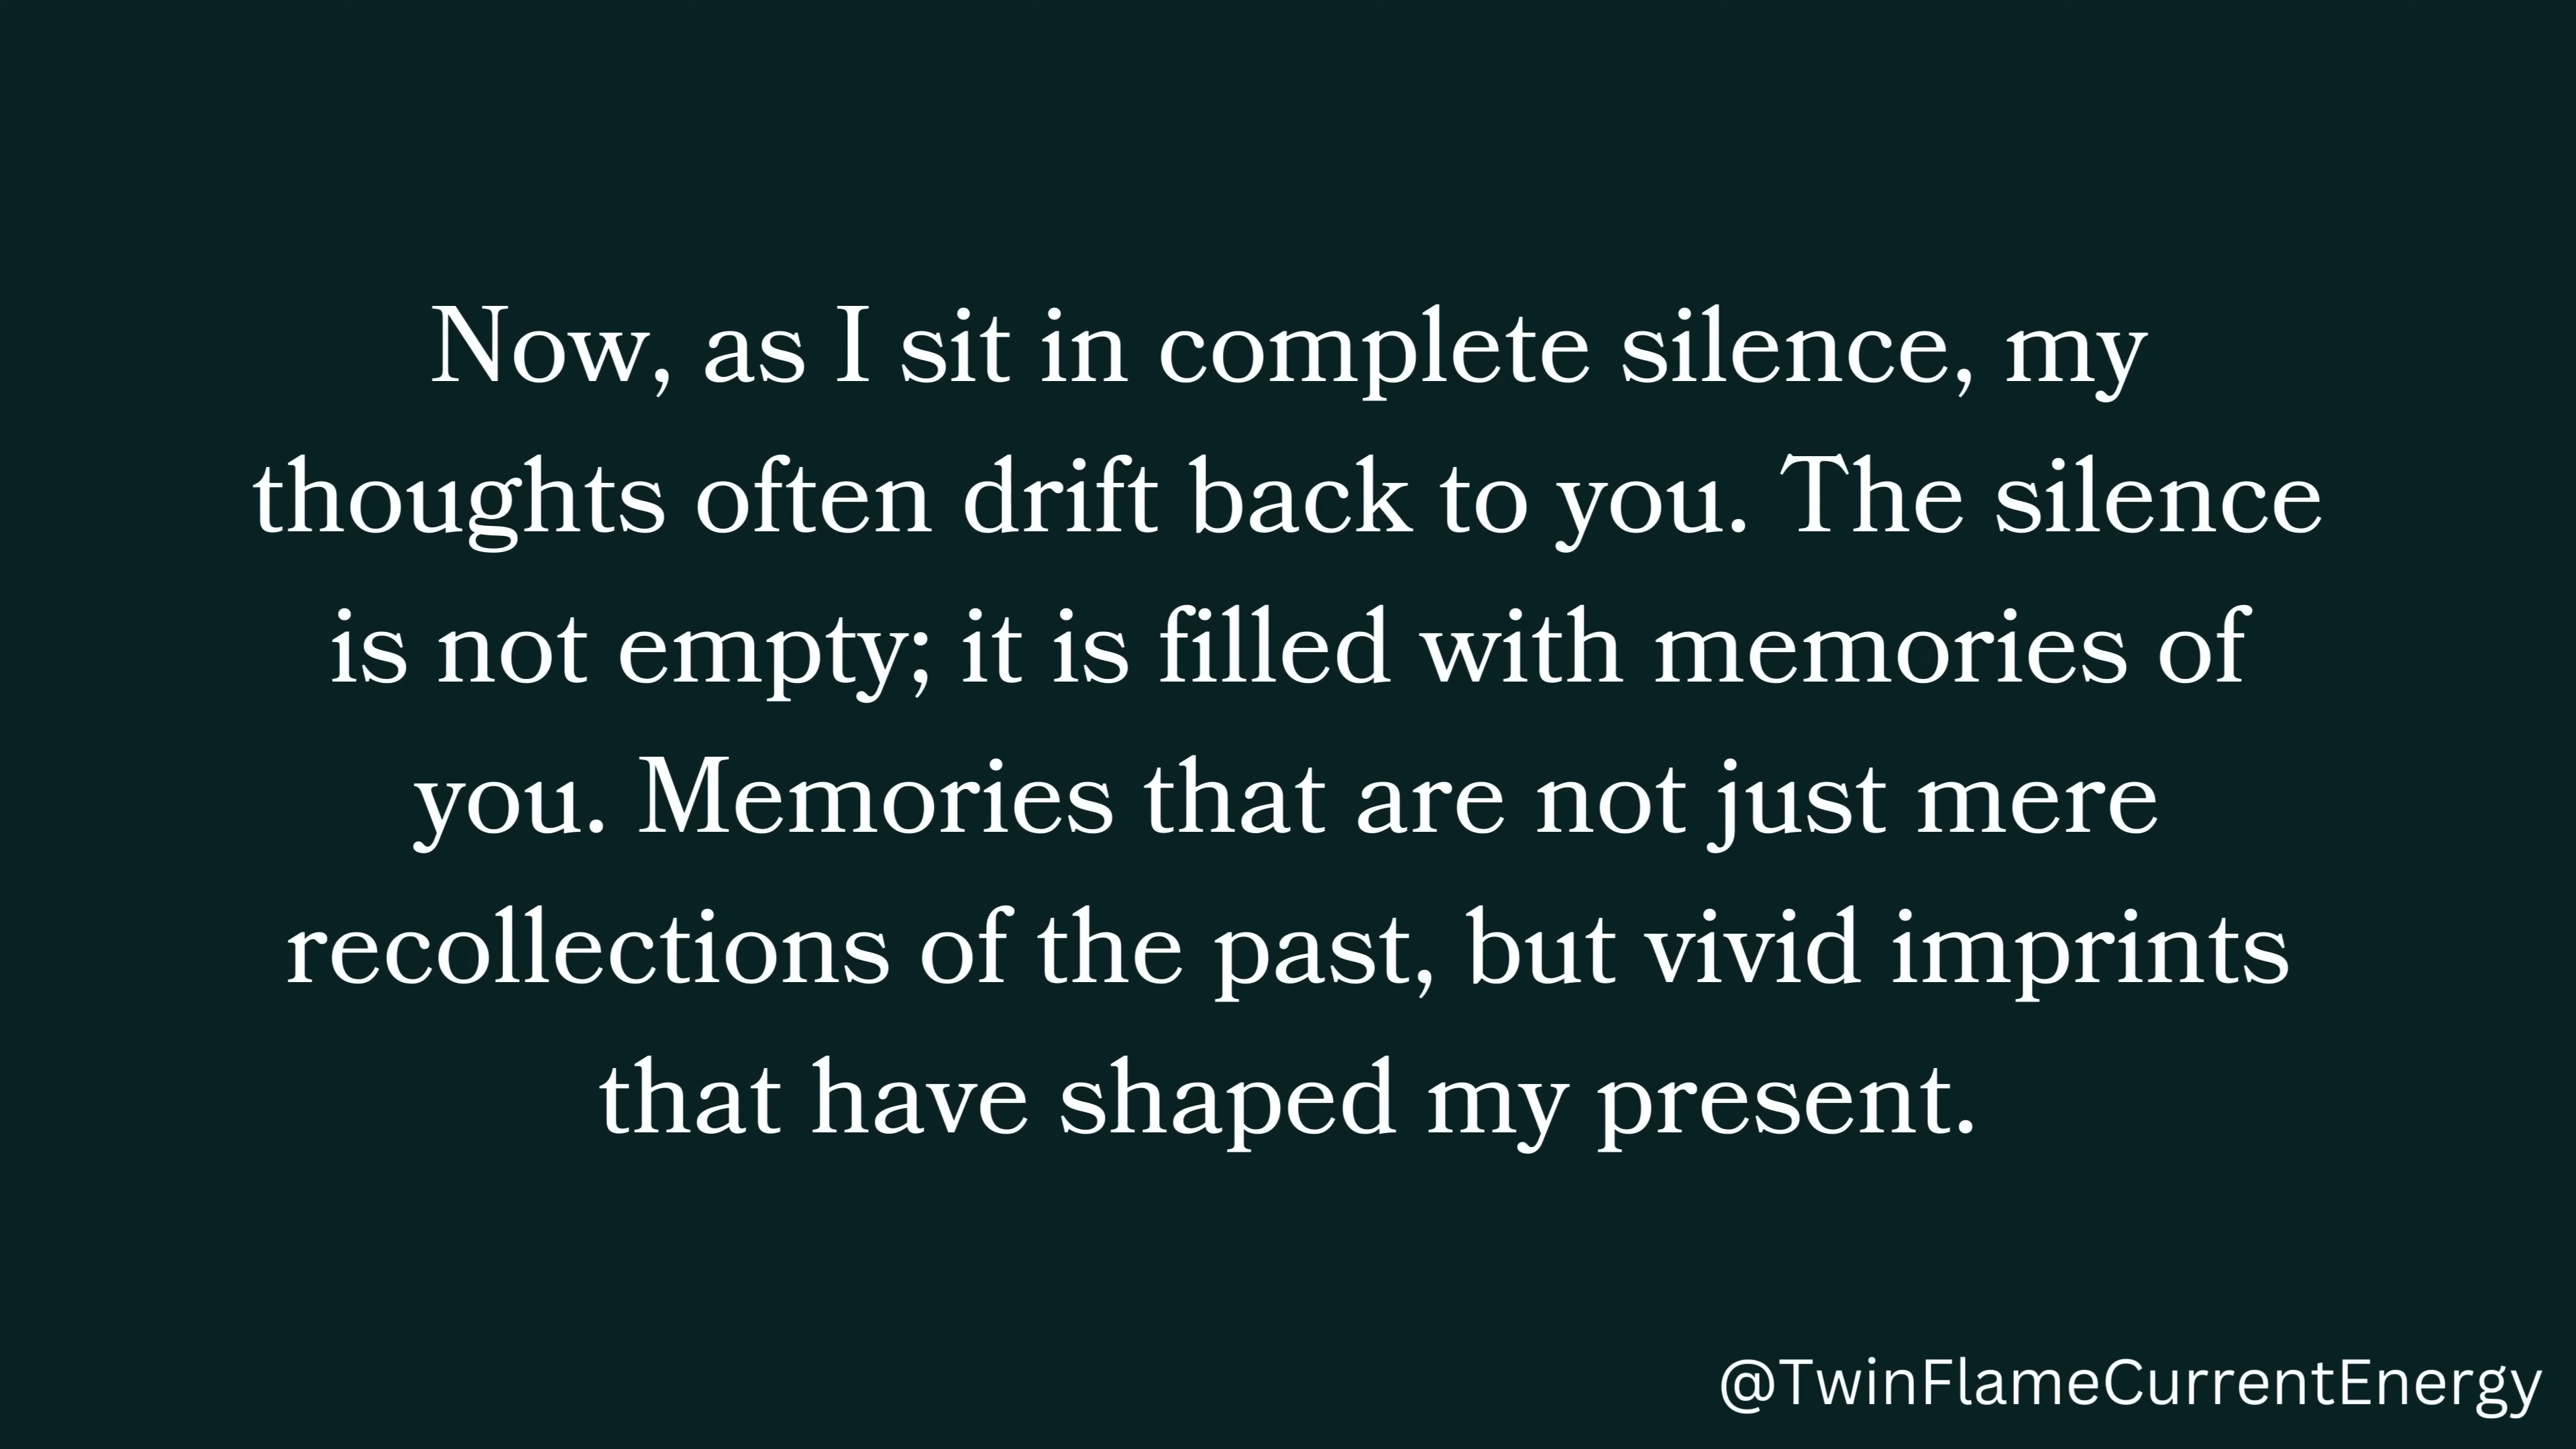 Now, as I sit in complete silence, my
thoughts often drift back to you. The silence
is not empty; it is filled with memories of
you. Memories that are not just mere
recollections of the past, but vivid imprints
that have shaped my present.
@TwinFlameCurrentEnergy